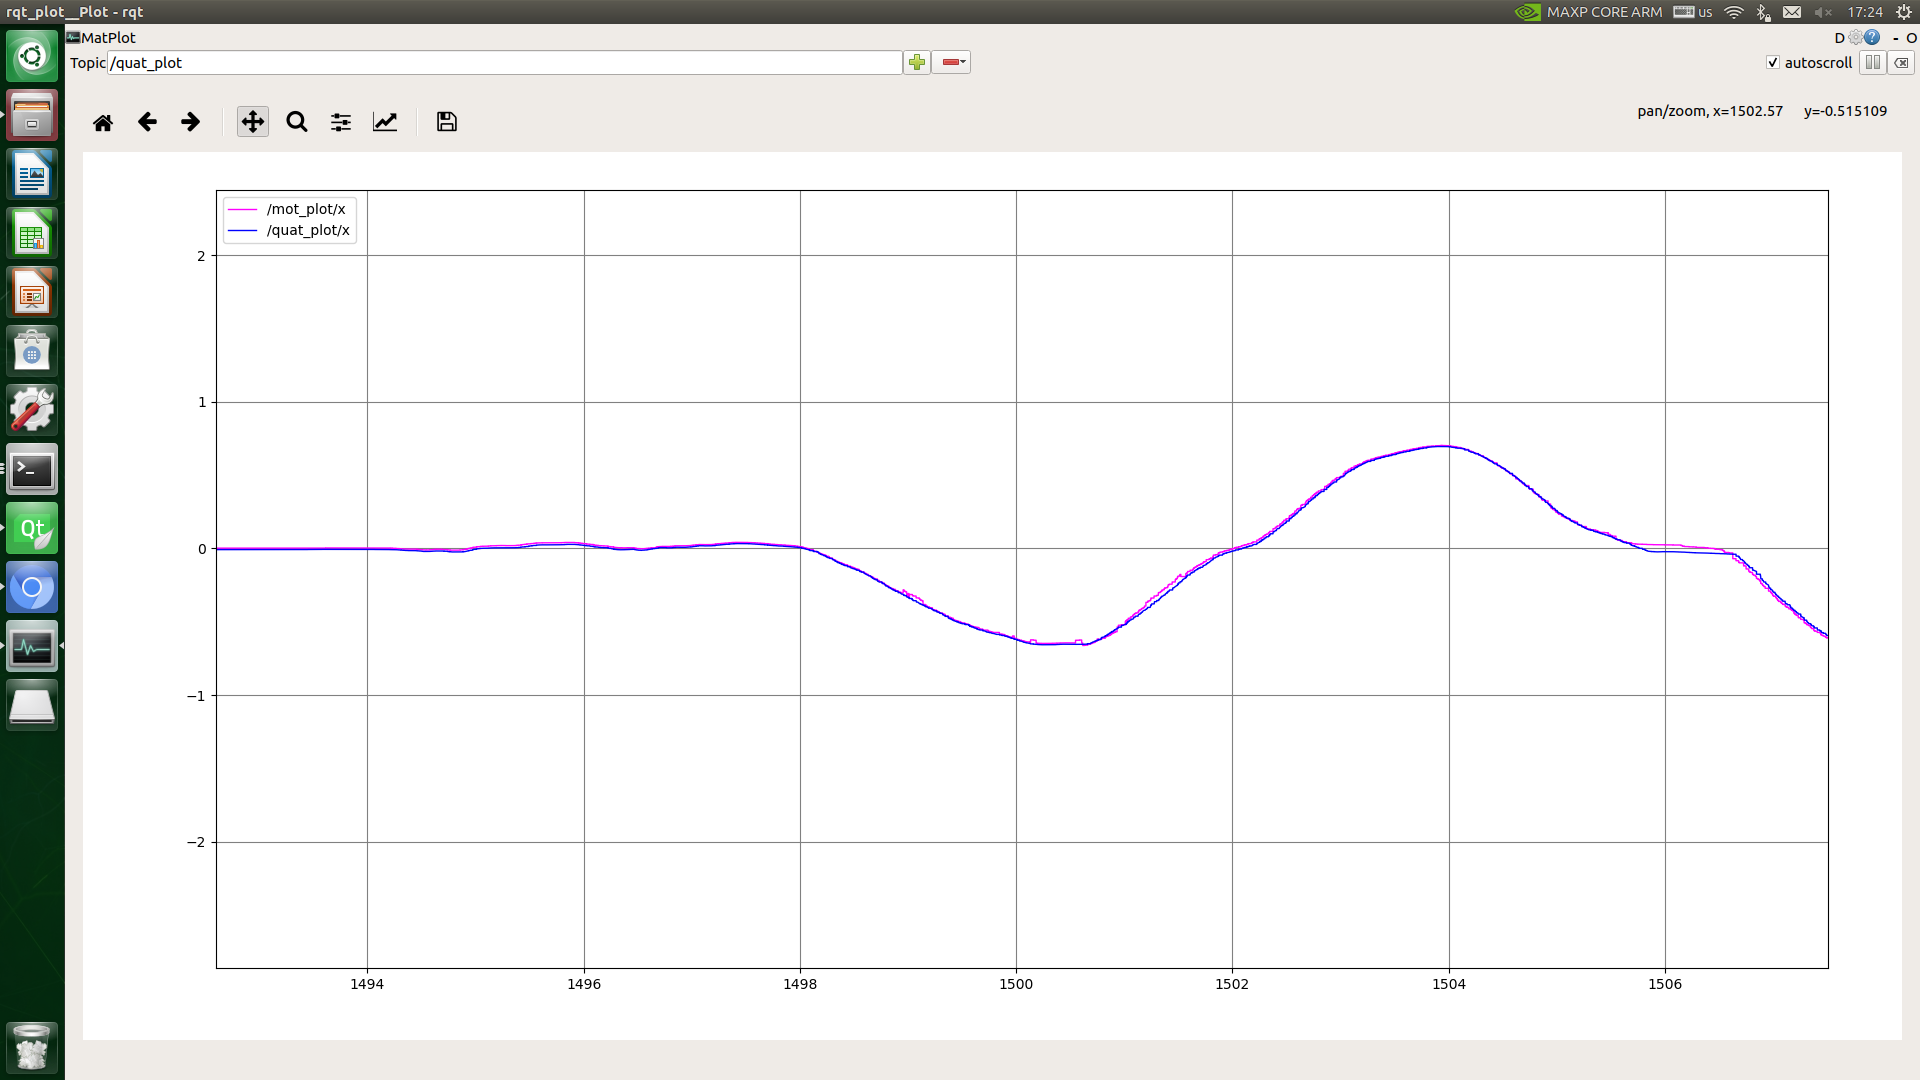 rqt_plot__Plot - rqt
MAXP CORE ARM us 17:24
MatPlot
D - O
Topic /quat_plot
autoscroll
pan/zoom, x=1502.57 y=-0.515109
/mot_plot/x
/quat_plot/x
2
1
0
−1
−2
1494 1496 1498 1500 1502 1504 1506
Qt